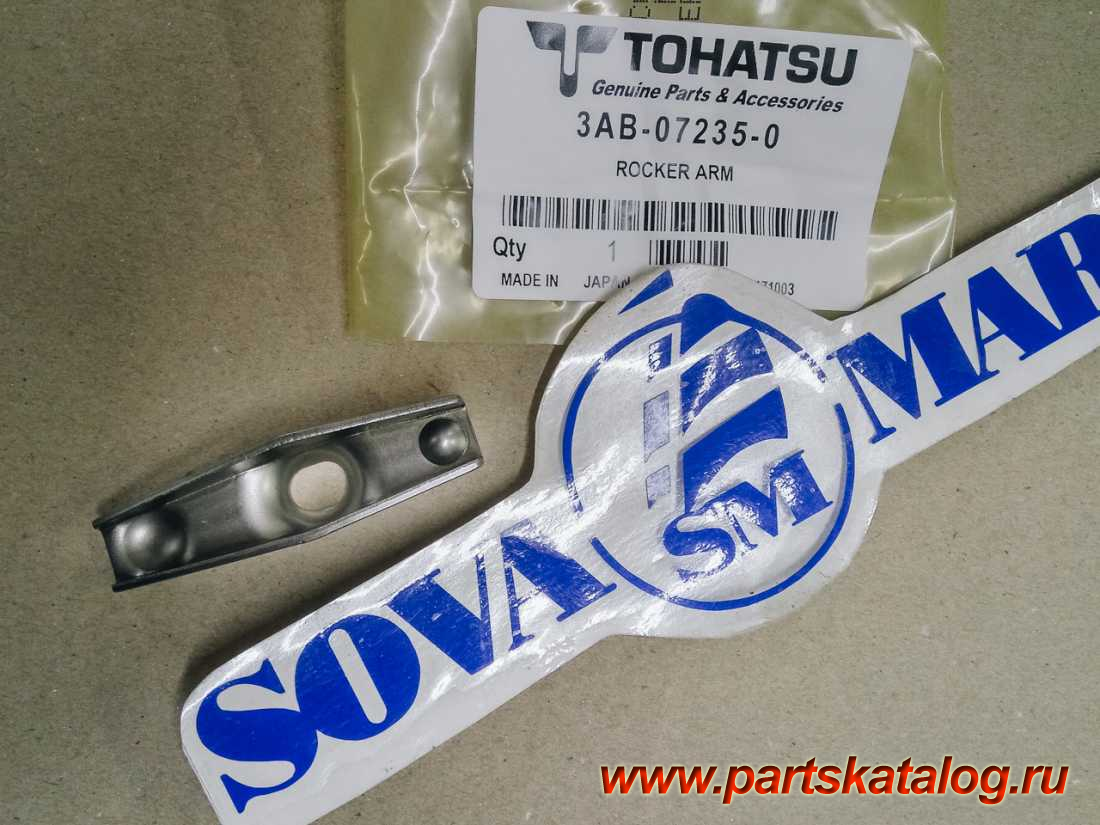 TOHATSU
Genuine Parts & Accessories
3AB-07235-0
ROCKER ARM
Qty 1
MADE IN JAPAN
SOVA MAR
SM
www.partskatalog.ru